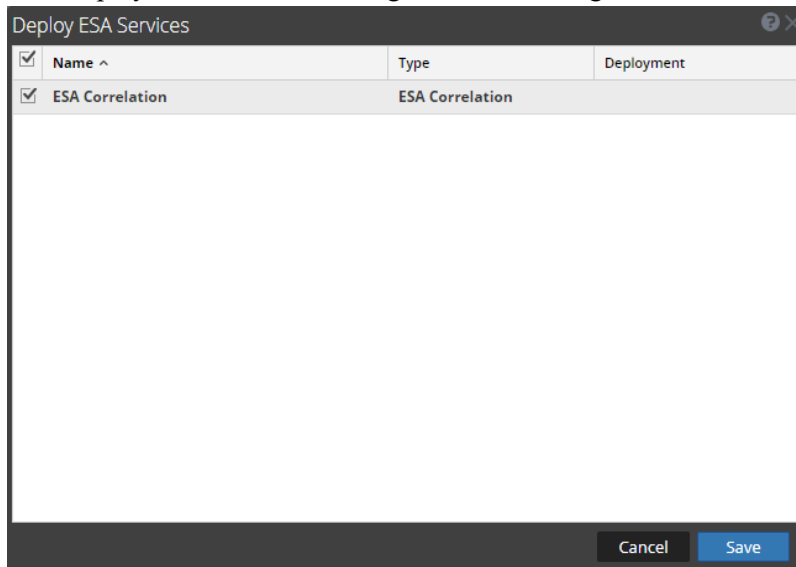 Deploy ESA Services
Name Type Deployment
ESA Correlation ESA Correlation
Cancel Save